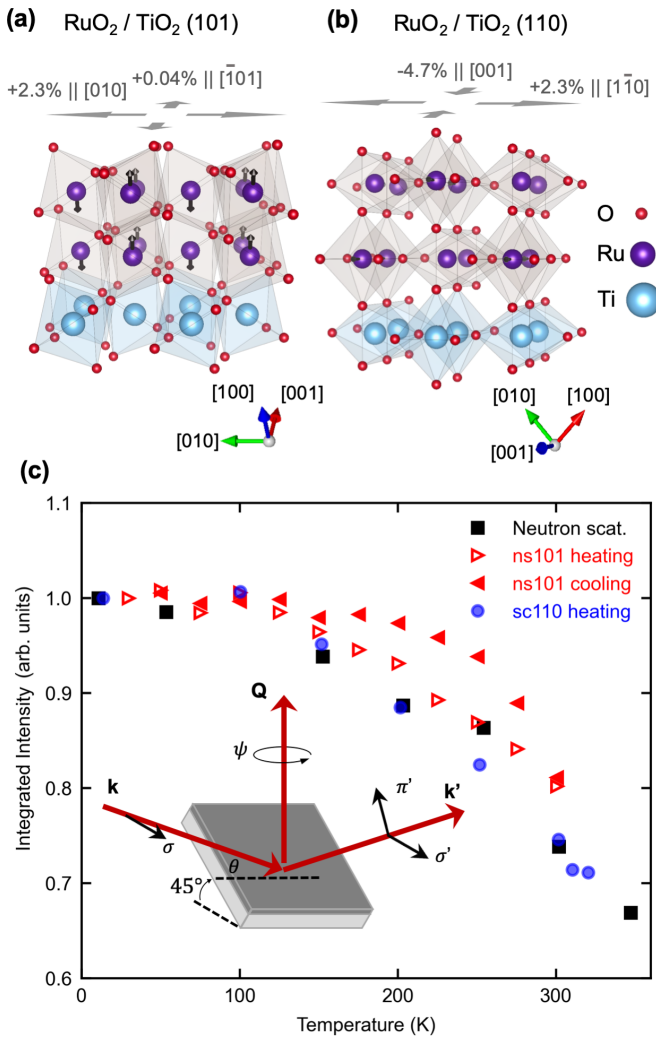 (a)
RuO₂ / TiO₂ (101)
+2.3% || [010]
+0.04% || [1̄01]
[100]
[001]
[010]
(b)
RuO₂ / TiO₂ (110)
-4.7% || [001]
+2.3% || [11̄0]
O
Ru
Ti
[010]
[100]
[001]
(c)
Integrated Intensity (arb. units)
1.1
1.0
0.9
0.8
0.7
0.6
Neutron scat.
ns101 heating
ns101 cooling
sc110 heating
Q
ψ
k
σ
θ
45°
π'
k'
σ'
0
100
200
300
Temperature (K)